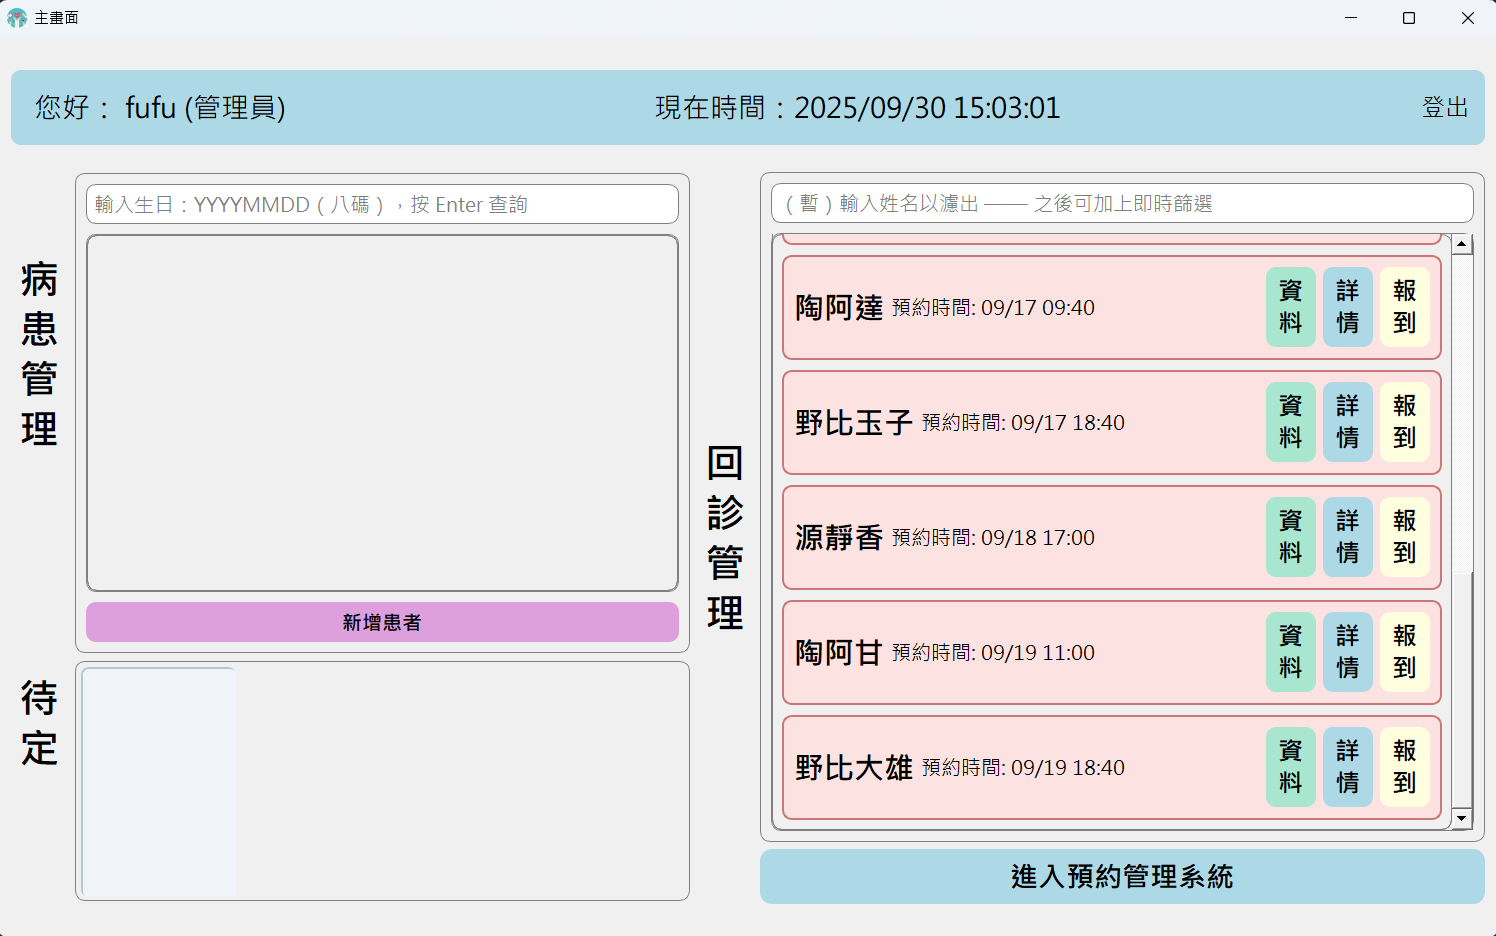 主畫面
您好： fufu (管理員)
現在時間：2025/09/30 15:03:01
登出
病患管理
輸入生日：YYYYMMDD（八碼），按 Enter 查詢
新增患者
待定
回診管理
（暫）輸入姓名以濾出 —— 之後可加上即時篩選
陶阿達 預約時間: 09/17 09:40
資料
詳情
報到
野比玉子 預約時間: 09/17 18:40
資料
詳情
報到
源靜香 預約時間: 09/18 17:00
資料
詳情
報到
陶阿甘 預約時間: 09/19 11:00
資料
詳情
報到
野比大雄 預約時間: 09/19 18:40
資料
詳情
報到
進入預約管理系統